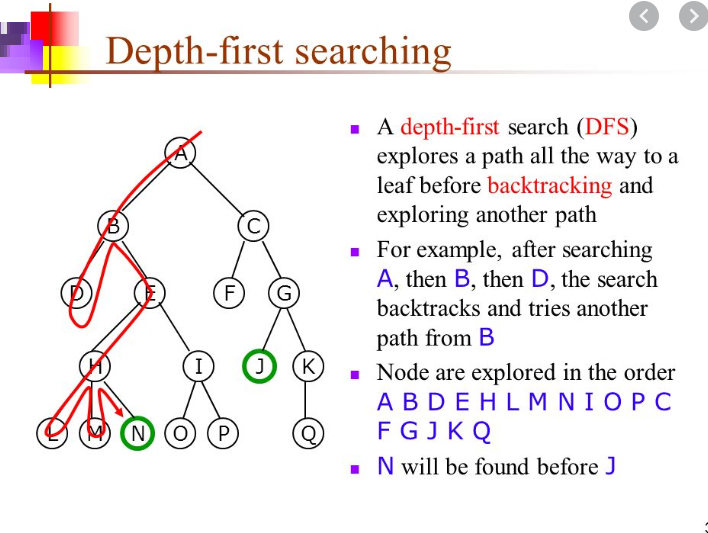 Depth-first searching
A
B
C
D
E
F
G
H
I
J
K
L
M
N
O
P
Q
A depth-first search (DFS)
explores a path all the way to a
leaf before backtracking and
exploring another path
For example, after searching
A, then B, then D, the search
backtracks and tries another
path from B
Node are explored in the order
A B D E H L M N I O P C
F G J K Q
N will be found before J